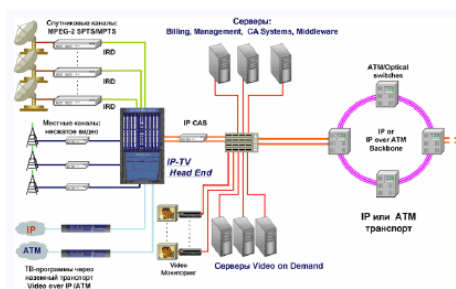 Спутниковые каналы:
MPEG-2 SPTS/MPTS
IRD
IRD
IRD
Местные каналы:
несжатое видео
IP
ATM
ТВ-программы через
наземный транспорт
Video over IP /ATM
IP-TV
Head End
IP-CAS
Video
Мониторинг
Серверы:
Billing, Management, CA Systems, Middleware
Серверы Video on Demand
ATM/Optical
switches
IP or
IP over ATM
Backbone
IP или ATM
транспорт